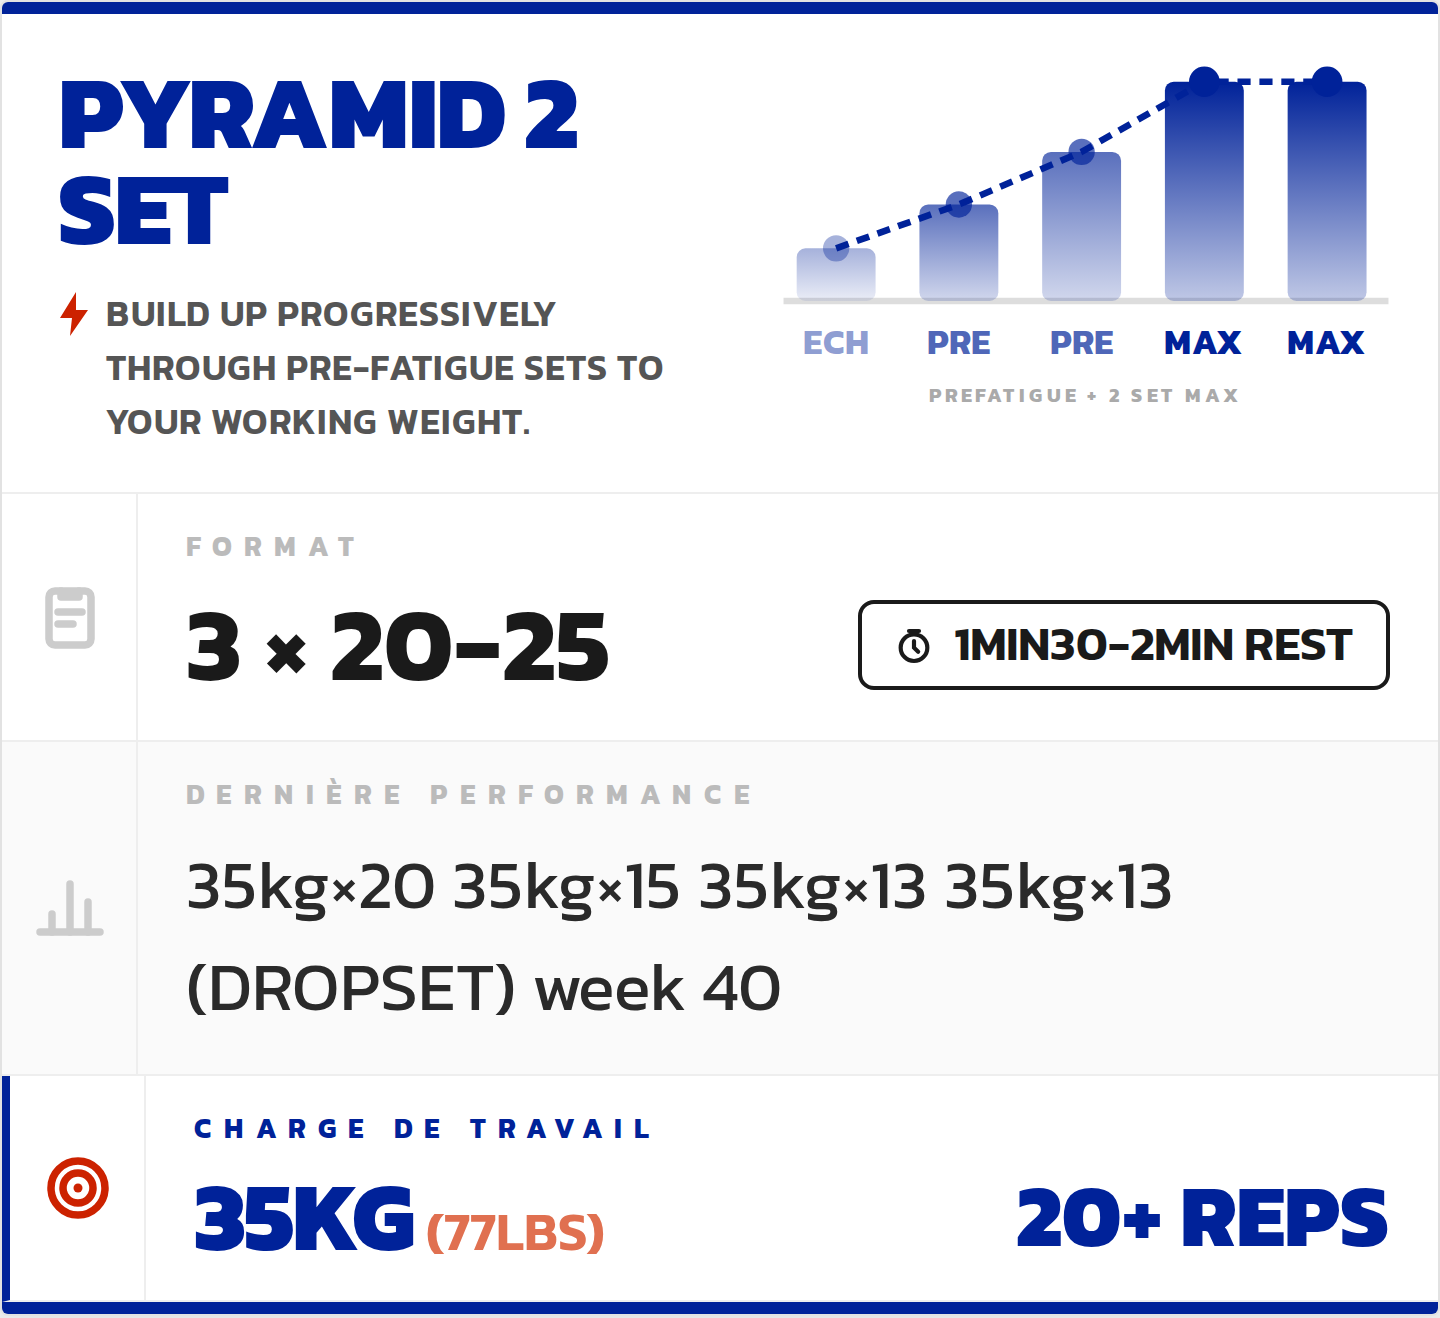 PYRAMID 2
SET
BUILD UP PROGRESSIVELY
THROUGH PRE–FATIGUE SETS TO
YOUR WORKING WEIGHT.
ECH PRE PRE MAX MAX
PREFATIGUE + 2 SET MAX
FORMAT
3 × 20–25
1MIN30–2MIN REST
DERNIÈRE PERFORMANCE
35kg×20 35kg×15 35kg×13 35kg×13
(DROPSET) week 40
CHARGE DE TRAVAIL
35KG (77LBS)
20+ REPS